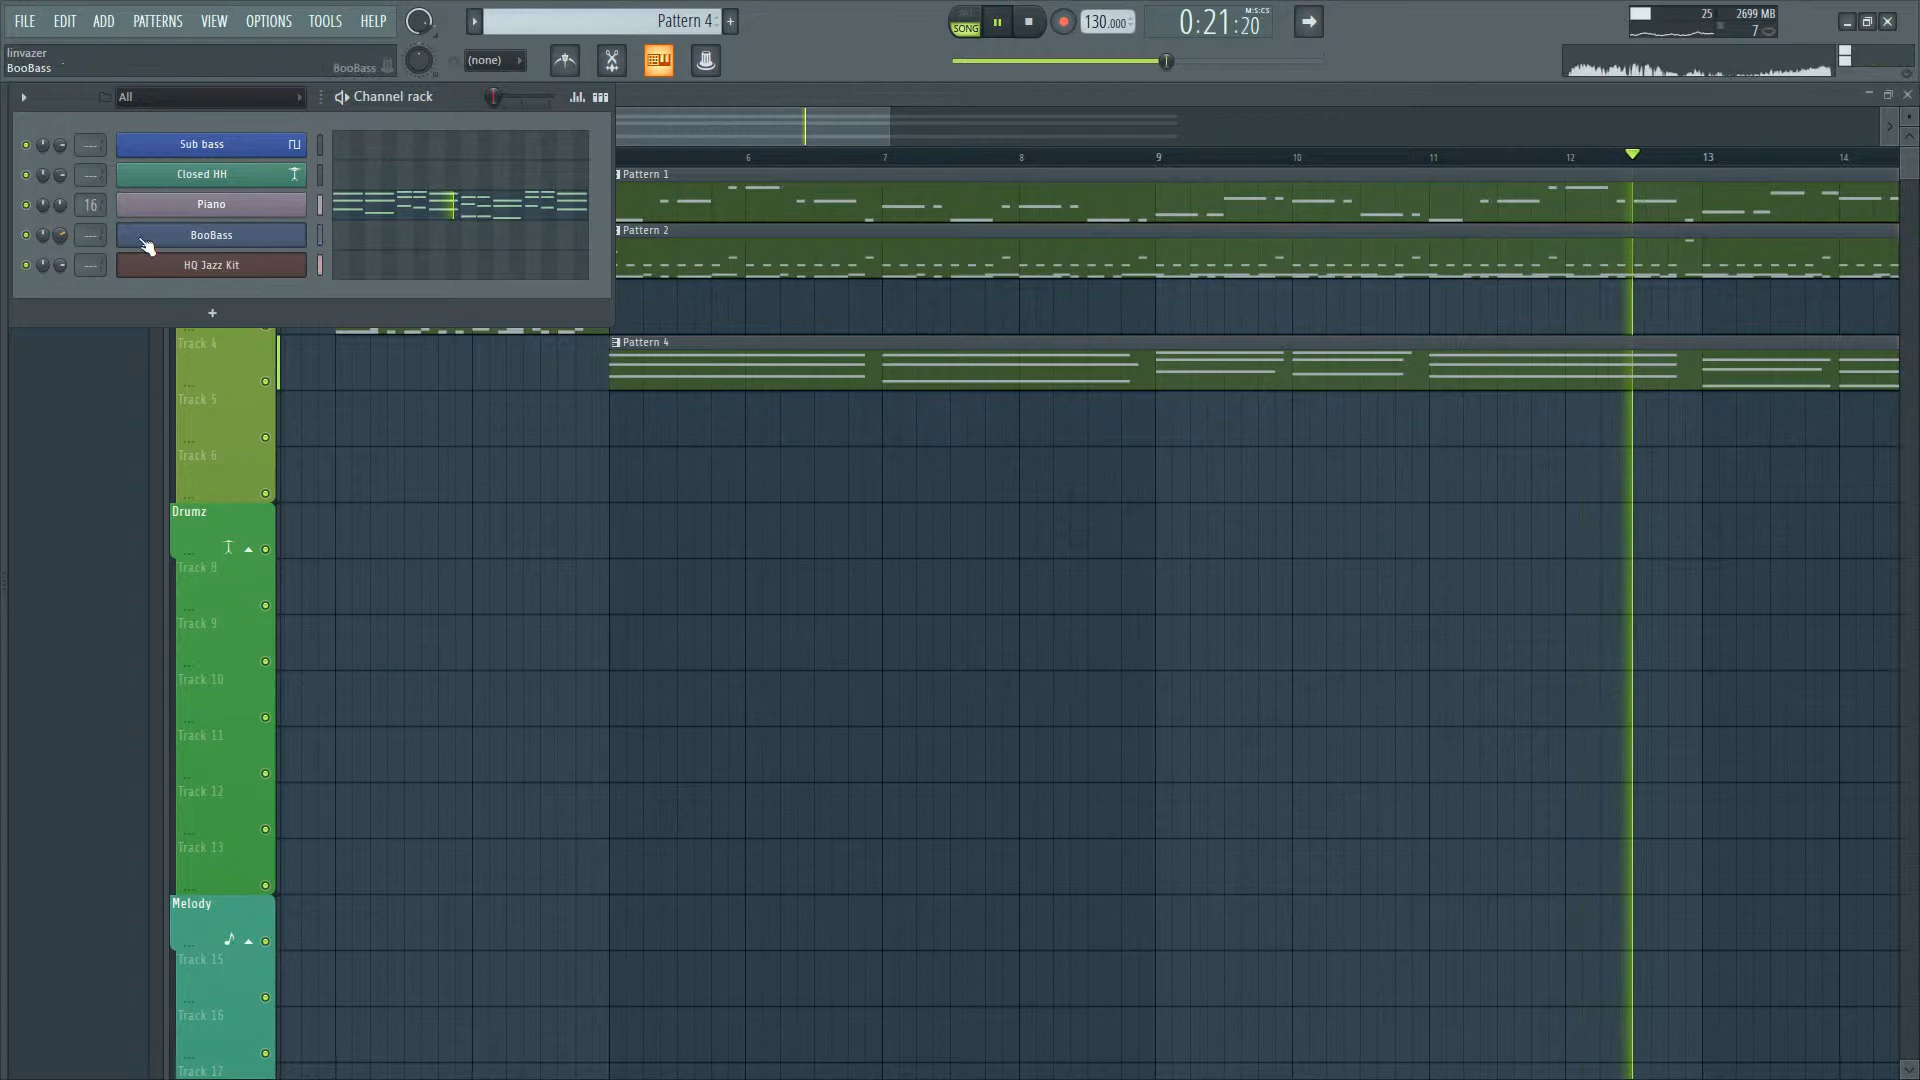 FILE EDIT ADD PATTERNS VIEW OPTIONS TOOLS HELP
Pattern 4
PAT
SONG
130.000
0:21:20
M:S:CS
25
2699 MB
7
linvazer
BooBass
BooBass
(none)
All
Channel rack
Sub bass
Closed HH
16
Piano
BooBass
HQ Jazz Kit
+
6 7 8 9 10 11 12 13 14
Pattern 1
Pattern 2
Pattern 4
Track 4
Track 5
Track 6
Drumz
Track 8
Track 9
Track 10
Track 11
Track 12
Track 13
Melody
Track 15
Track 16
Track 17